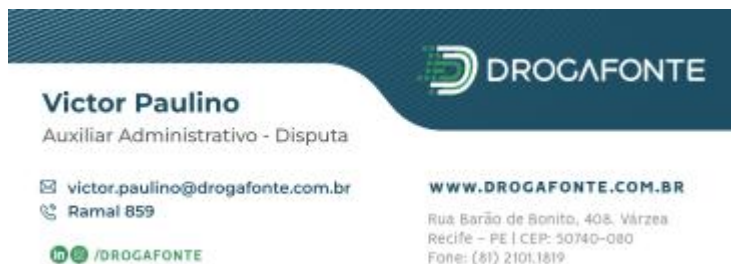 DROGAFONTE
Victor Paulino
Auxiliar Administrativo - Disputa
victor.paulino@drogafonte.com.br
Ramal 859
/DROGAFONTE
WWW.DROGAFONTE.COM.BR
Rua Barão de Bonito, 408. Várzea
Recife – PE | CEP: 50740-080
Fone: (81) 2101.1819